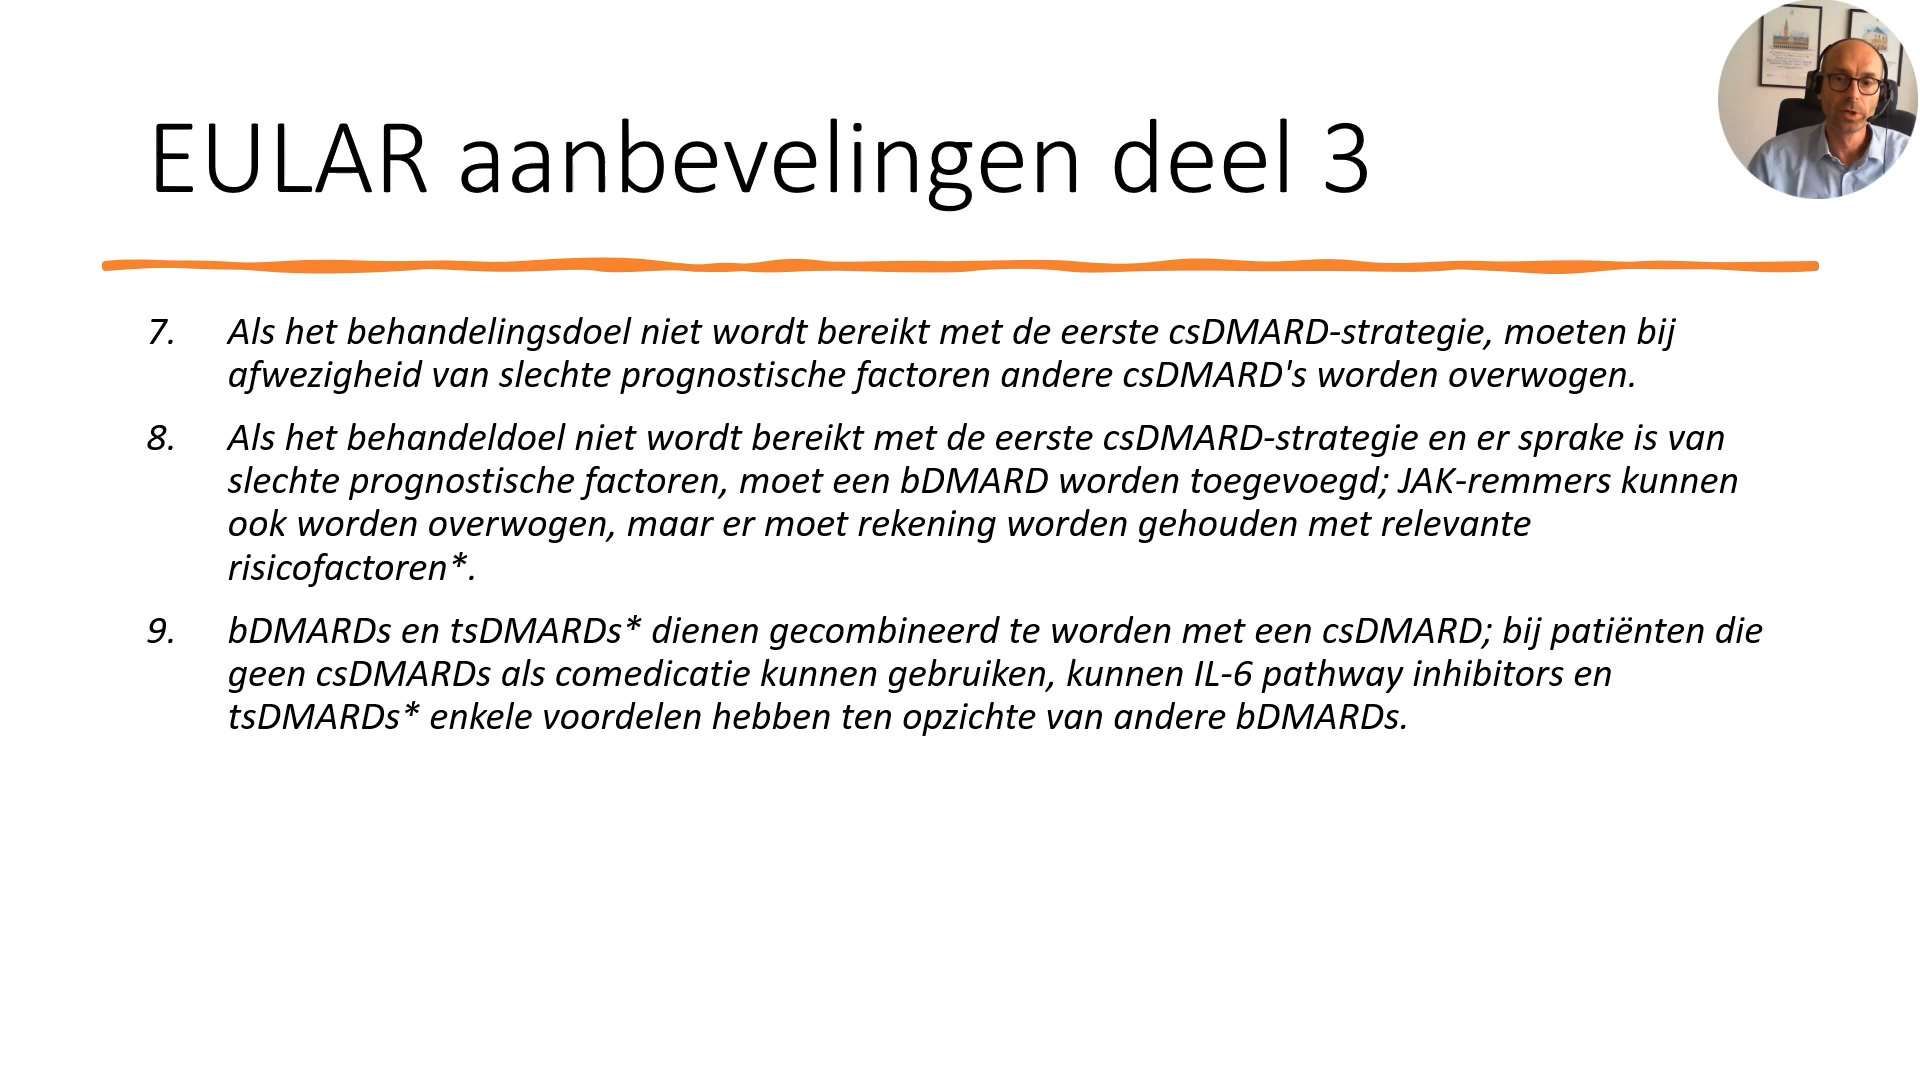 EULAR aanbevelingen deel 3
7. Als het behandelingsdoel niet wordt bereikt met de eerste csDMARD-strategie, moeten bij
afwezigheid van slechte prognostische factoren andere csDMARD's worden overwogen.
8. Als het behandeldoel niet wordt bereikt met de eerste csDMARD-strategie en er sprake is van
slechte prognostische factoren, moet een bDMARD worden toegevoegd; JAK-remmers kunnen
ook worden overwogen, maar er moet rekening worden gehouden met relevante
risicofactoren*.
9. bDMARDs en tsDMARDs* dienen gecombineerd te worden met een csDMARD; bij patiënten die
geen csDMARDs als comedicatie kunnen gebruiken, kunnen IL-6 pathway inhibitors en
tsDMARDs* enkele voordelen hebben ten opzichte van andere bDMARDs.